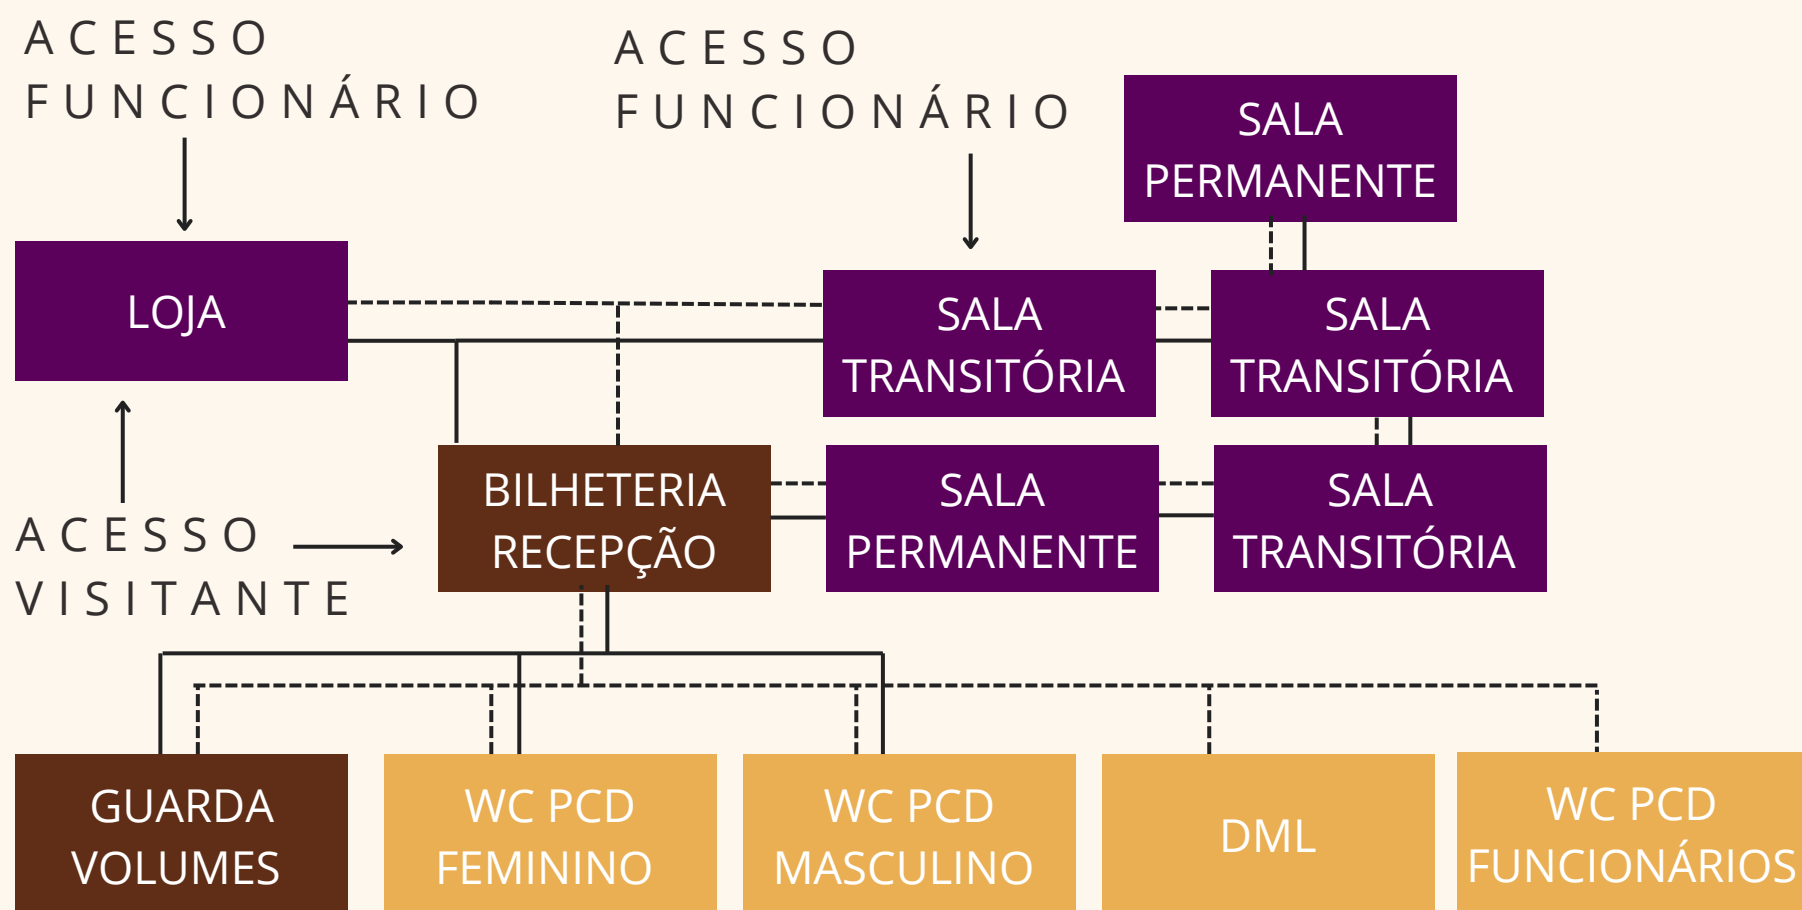 ACESSO
FUNCIONÁRIO
ACESSO
FUNCIONÁRIO
SALA
PERMANENTE
LOJA
SALA
TRANSITÓRIA
SALA
TRANSITÓRIA
ACESSO
VISITANTE
BILHETERIA
RECEPÇÃO
SALA
PERMANENTE
SALA
TRANSITÓRIA
GUARDA
VOLUMES
WC PCD
FEMININO
WC PCD
MASCULINO
DML
WC PCD
FUNCIONÁRIOS